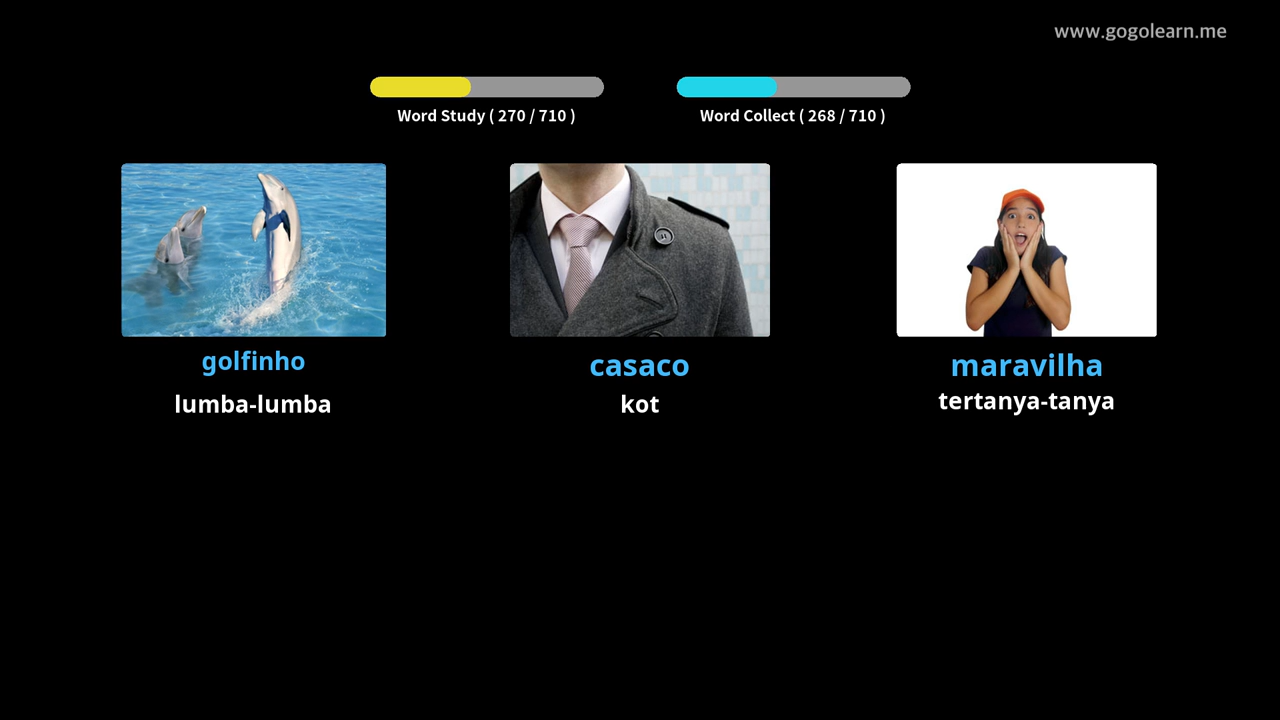 www.gogolearn.me
Word Study ( 270 / 710 )
Word Collect ( 268 / 710 )
golfinho
lumba-lumba
casaco
kot
maravilha
tertanya-tanya